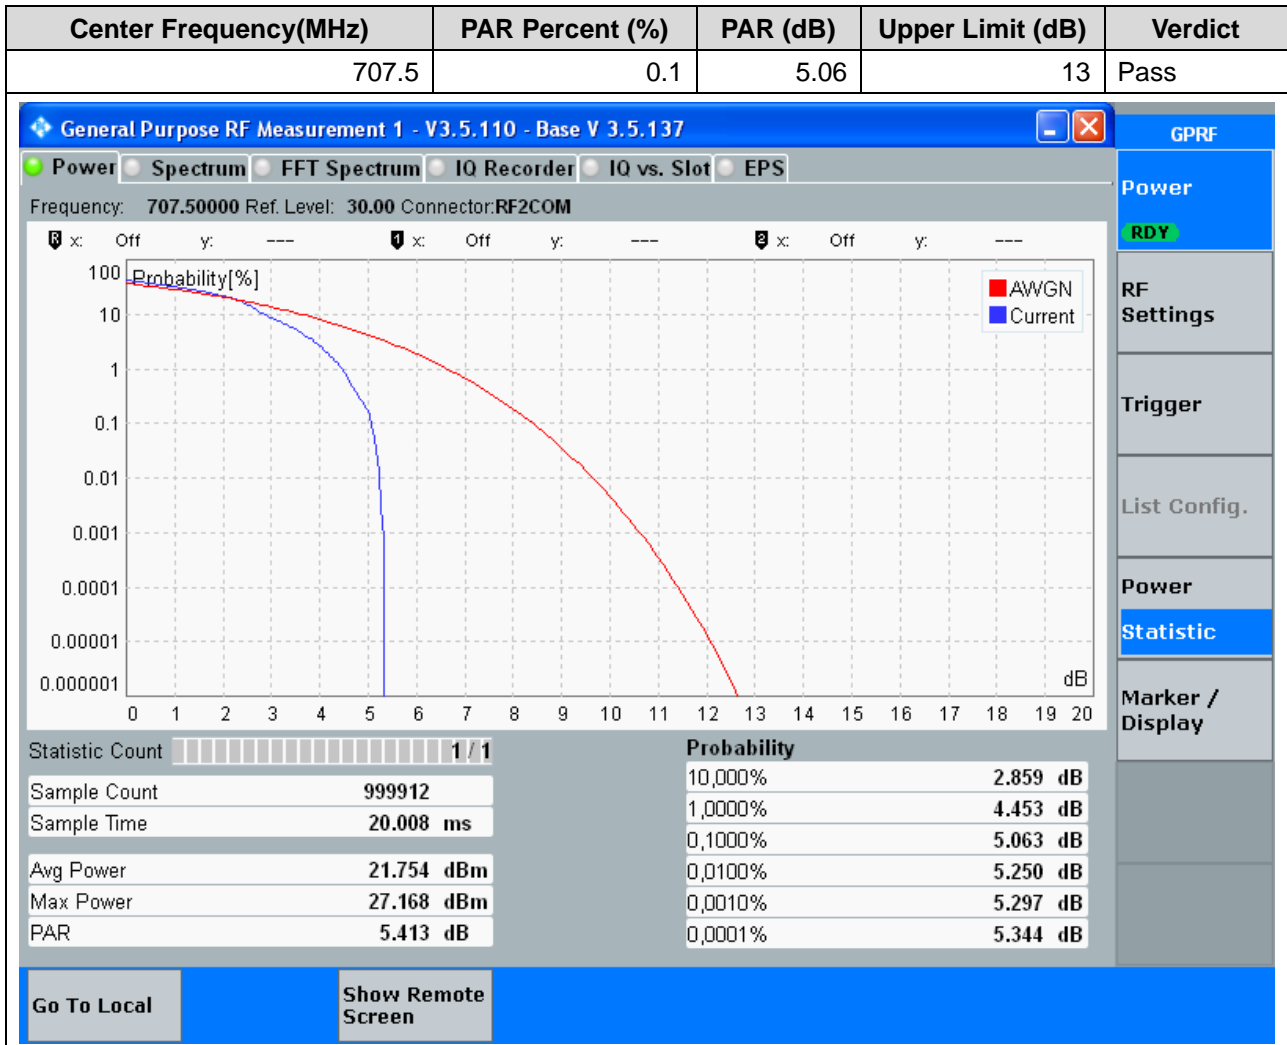 Center Frequency(MHz) PAR Percent (%) PAR (dB) Upper Limit (dB) Verdict
707.5 0.1 5.06 13 Pass
General Purpose RF Measurement 1 - V3.5.110 - Base V 3.5.137
GPRF
Power Spectrum FFT Spectrum IQ Recorder IQ vs. Slot EPS
Power
RDY
Frequency: 707.50000 Ref. Level: 30.00 Connector:RF2COM
R x: Off y: --- 1 x: Off y: --- 2 x: Off y: ---
Probability[%]
AWGN
Current
100
10
1
0.1
0.01
0.001
0.0001
0.00001
0.000001
dB
0 1 2 3 4 5 6 7 8 9 10 11 12 13 14 15 16 17 18 19 20
RF
Settings
Trigger
List Config.
Power
Statistic
Marker /
Display
Statistic Count 1 / 1
Sample Count 999912
Sample Time 20.008 ms
Avg Power 21.754 dBm
Max Power 27.168 dBm
PAR 5.413 dB
Probability
10,000% 2.859 dB
1,0000% 4.453 dB
0,1000% 5.063 dB
0,0100% 5.250 dB
0,0010% 5.297 dB
0,0001% 5.344 dB
Go To Local
Show Remote
Screen